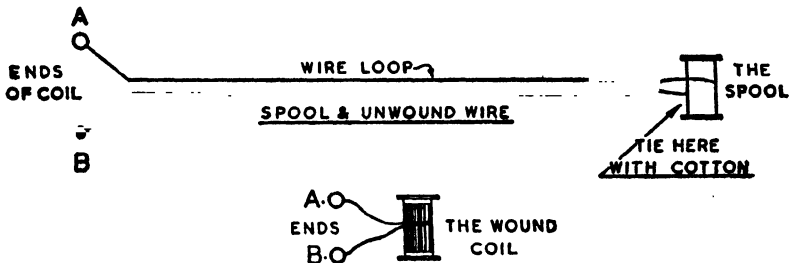 A
ENDS
OF COIL
WIRE LOOP
THE
SPOOL
SPOOL & UNWOUND WIRE
B
TIE HERE
WITH COTTON
A.
ENDS
THE WOUND
COIL
B.